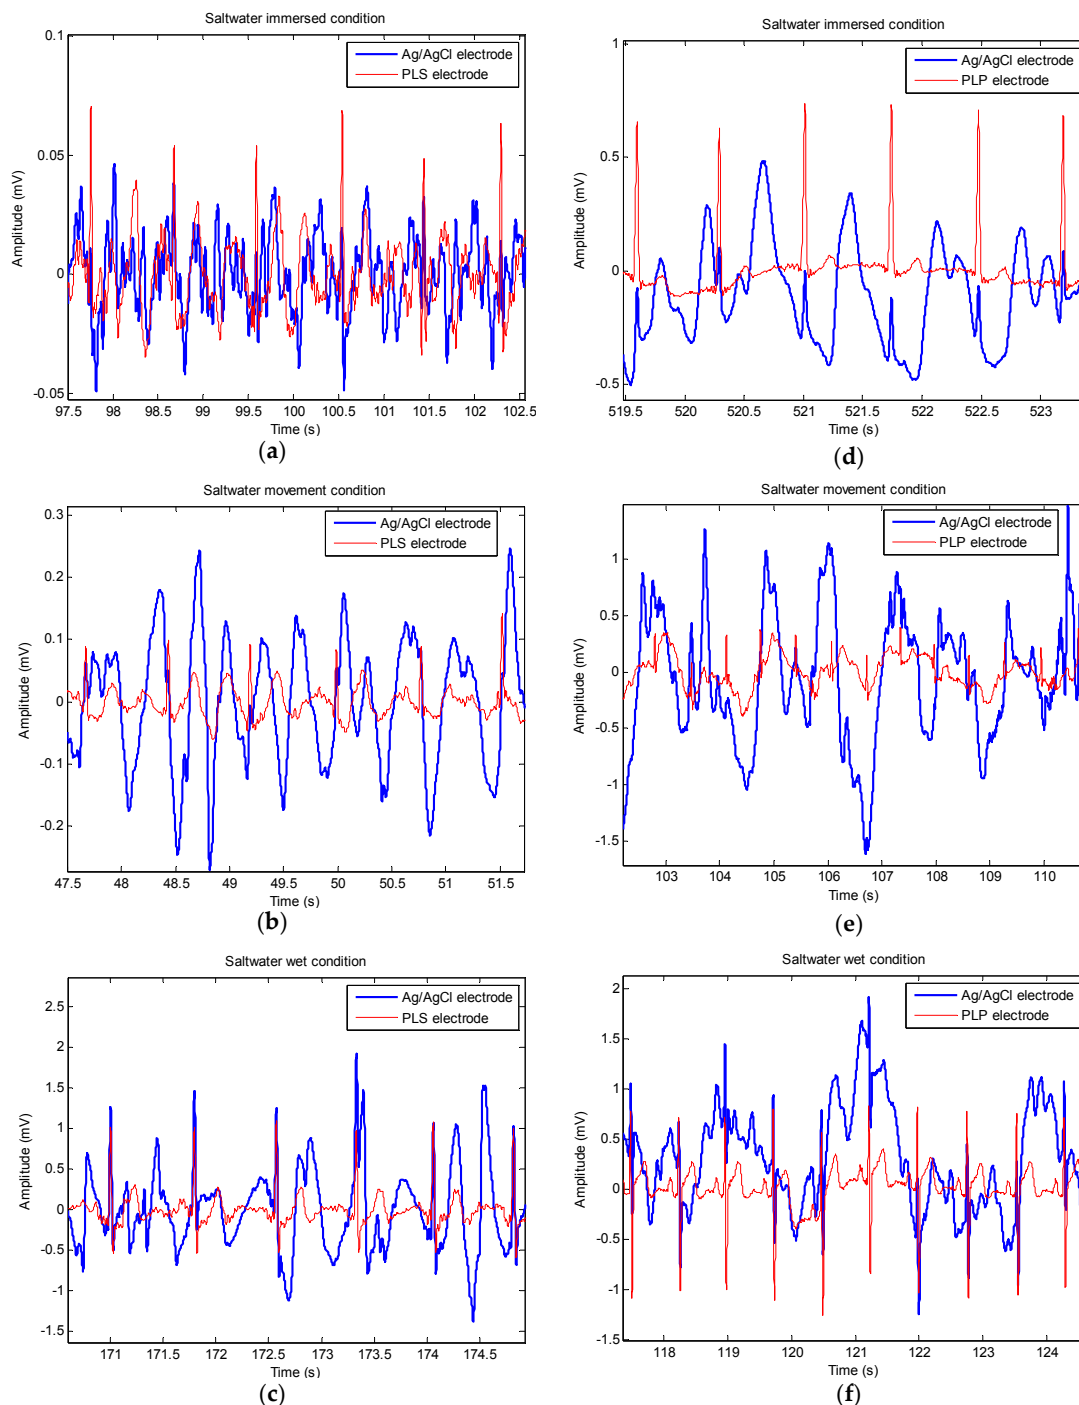 Saltwater immersed condition
0.1
0.05
0
-0.05
Amplitude (mV)
Ag/AgCl electrode
PLS electrode
97.5 98 98.5 99 99.5 100 100.5 101 101.5 102 102.5
Time (s)
(a)
Saltwater immersed condition
1
0.5
0
-0.5
Amplitude (mV)
Ag/AgCl electrode
PLP electrode
519.5 520 520.5 521 521.5 522 522.5 523
Time (s)
(d)
Saltwater movement condition
0.3
0.2
0.1
0
-0.1
-0.2
Amplitude (mV)
Ag/AgCl electrode
PLS electrode
47.5 48 48.5 49 49.5 50 50.5 51 51.5
Time (s)
(b)
Saltwater movement condition
1
0.5
0
-0.5
-1
-1.5
Amplitude (mV)
Ag/AgCl electrode
PLP electrode
103 104 105 106 107 108 109 110
Time (s)
(e)
Saltwater wet condition
2.5
2
1.5
1
0.5
0
-0.5
-1
-1.5
Amplitude (mV)
Ag/AgCl electrode
PLS electrode
171 171.5 172 172.5 173 173.5 174 174.5
Time (s)
(c)
Saltwater wet condition
2
1.5
1
0.5
0
-0.5
-1
-1.5
Amplitude (mV)
Ag/AgCl electrode
PLP electrode
118 119 120 121 122 123 124
Time (s)
(f)